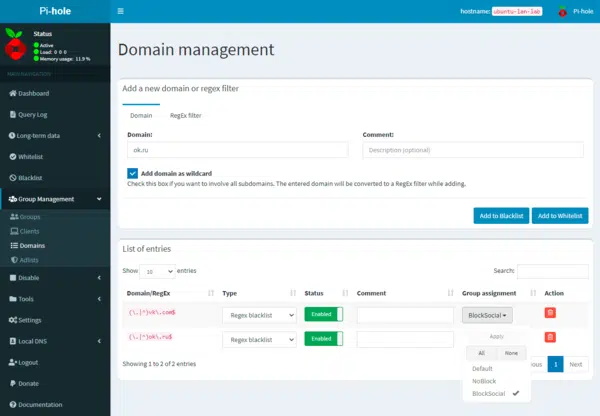 Pi-hole
hostname: ubuntu-lan-lab
Pi-hole
Status
Active
Load: 0 0 0
Memory usage: 11.9 %
MAIN NAVIGATION
Dashboard
Query Log
Long-term data
Whitelist
Blacklist
Group Management
Groups
Clients
Domains
Adlists
Disable
Tools
Settings
Local DNS
Logout
Donate
Documentation
Domain management
Add a new domain or regex filter
Domain
RegEx filter
Domain:
Comment:
ok.ru
Description (optional)
Add domain as wildcard
Check this box if you want to involve all subdomains. The entered domain will be converted to a RegEx filter while adding.
Add to Blacklist
Add to Whitelist
List of entries
Show 10 entries
Search:
Domain/RegEx Type Status Comment Group assignment Action
(\.|^)vk\.com$ Regex blacklist Enabled BlockSocial
(\.|^)ok\.ru$ Regex blacklist Enabled
Apply
All None
Default
NoBlock
BlockSocial
Showing 1 to 2 of 2 entries
ious 1 Next